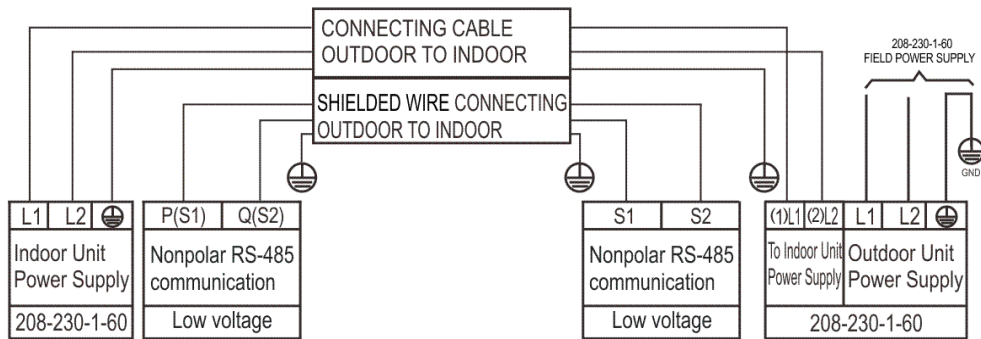 CONNECTING CABLE
OUTDOOR TO INDOOR
SHIELDED WIRE CONNECTING
OUTDOOR TO INDOOR
208-230-1-60
FIELD POWER SUPPLY
GND
L1 L2
Indoor Unit
Power Supply
208-230-1-60
P(S1) Q(S2)
Nonpolar RS-485
communication
Low voltage
S1 S2
Nonpolar RS-485
communication
Low voltage
(1)L1 (2)L2 L1 L2
To Indoor Unit
Power Supply
Outdoor Unit
Power Supply
208-230-1-60